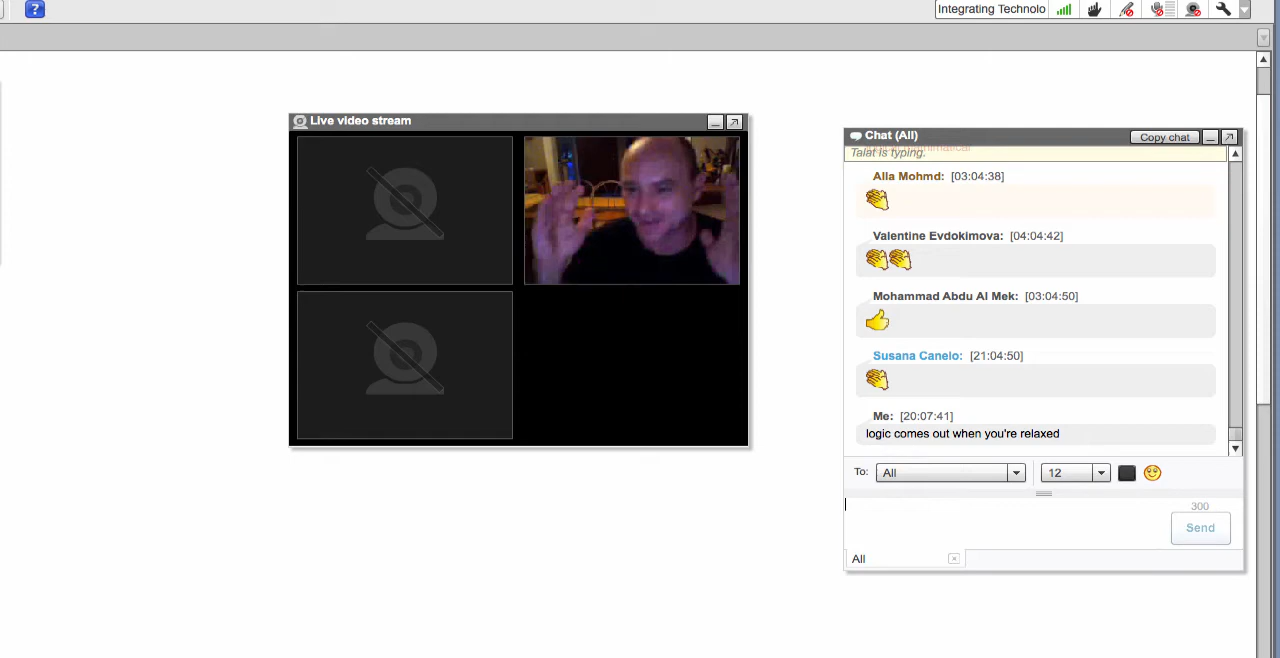 ?
Integrating Technolo
Live video stream
Chat (All)
Copy chat
Talat is typing.
Alla Mohmd: [03:04:38]
Valentine Evdokimova: [04:04:42]
Mohammad Abdu Al Mek: [03:04:50]
Susana Canelo: [21:04:50]
Me: [20:07:41]
logic comes out when you're relaxed
To: All 12
300
Send
All